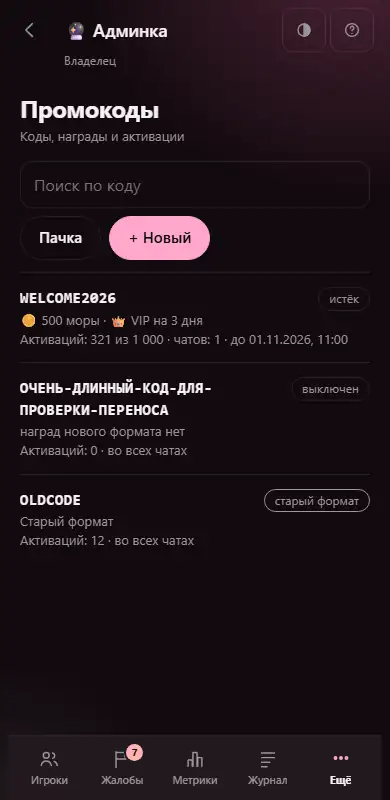 Админка
Владелец
Промокоды
Коды, награды и активации
Поиск по коду
Пачка
+ Новый
WELCOME2026
истёк
500 моры · VIP на 3 дня
Активаций: 321 из 1 000 · чатов: 1 · до 01.11.2026, 11:00
ОЧЕНЬ-ДЛИННЫЙ-КОД-ДЛЯ-
ПРОВЕРКИ-ПЕРЕНОСА
выключен
наград нового формата нет
Активаций: 0 · во всех чатах
OLDCODE
старый формат
Старый формат
Активаций: 12 · во всех чатах
7
Игроки
Жалобы
Метрики
Журнал
Ещё